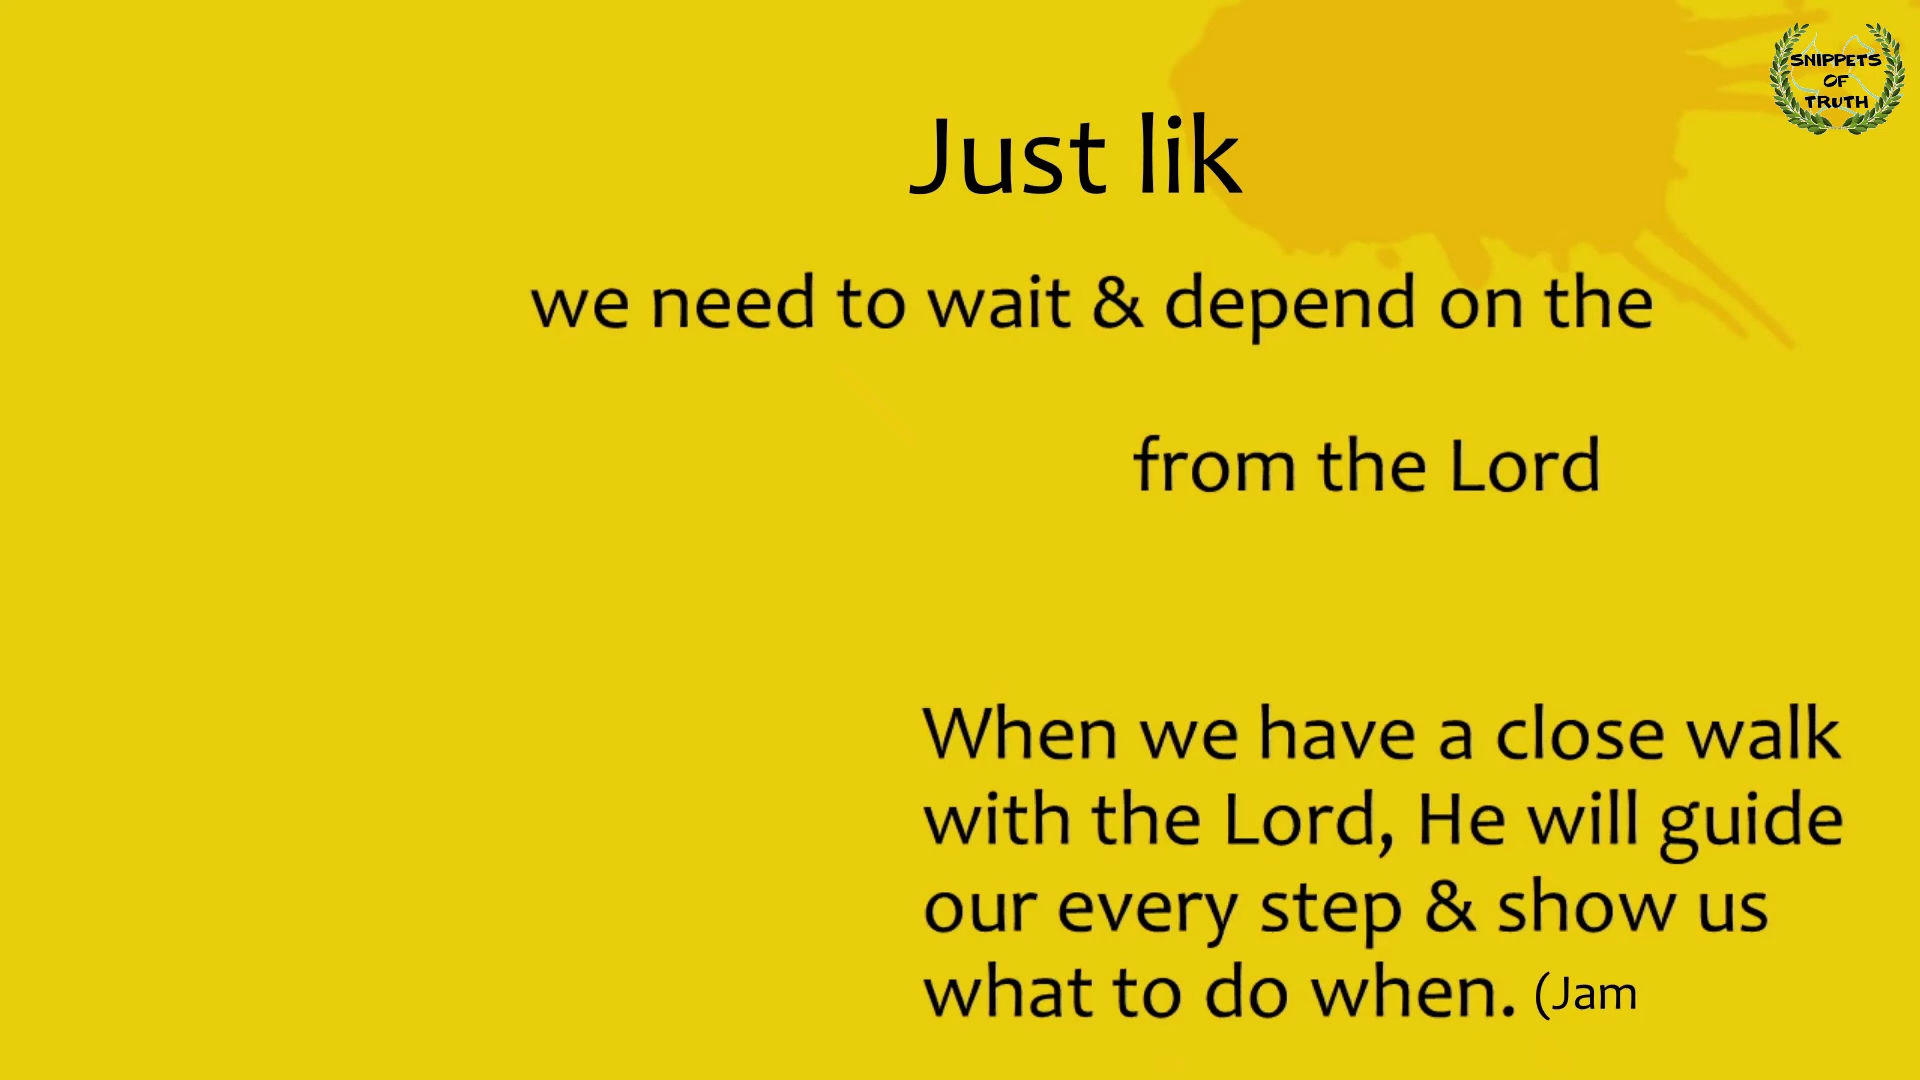 SNIPPETS
OF
TRUTH
Just lik
we need to wait & depend on the
from the Lord
When we have a close walk
with the Lord, He will guide
our every step & show us
what to do when. (Jam